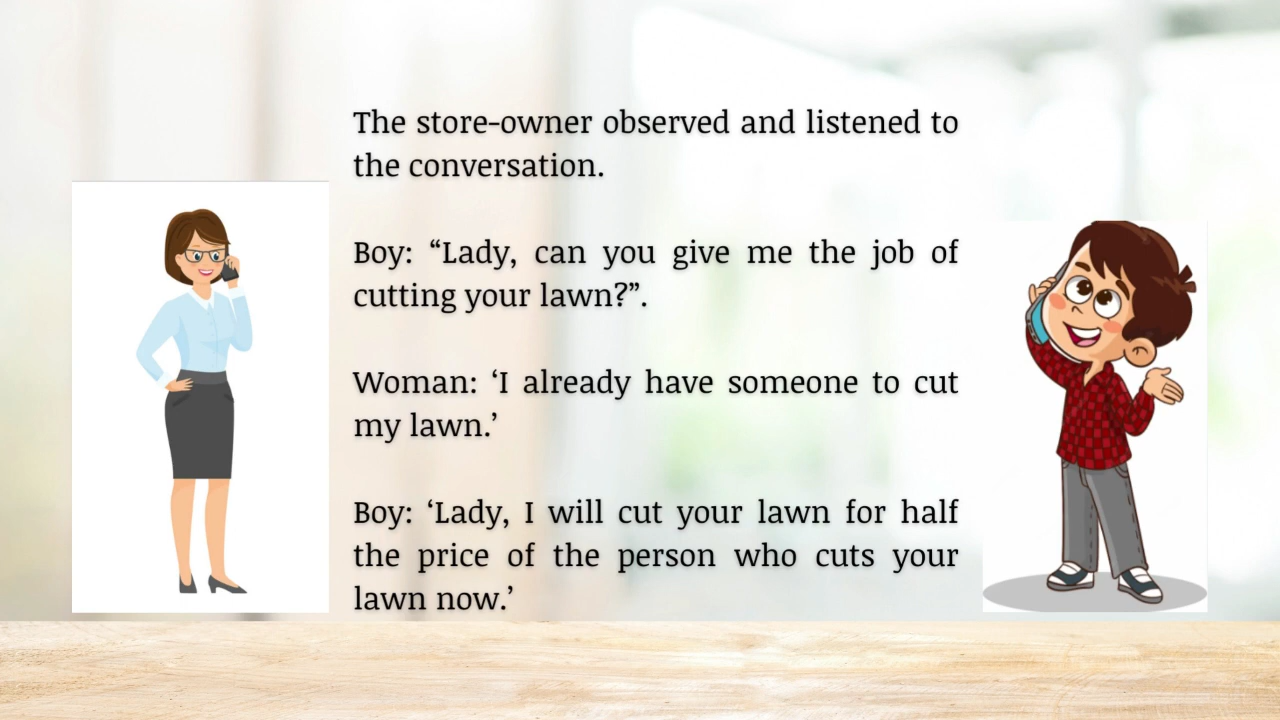 The store-owner observed and listened to
the conversation.
Boy: “Lady, can you give me the job of
cutting your lawn?”.
Woman: ‘I already have someone to cut
my lawn.’
Boy: ‘Lady, I will cut your lawn for half
the price of the person who cuts your
lawn now.’